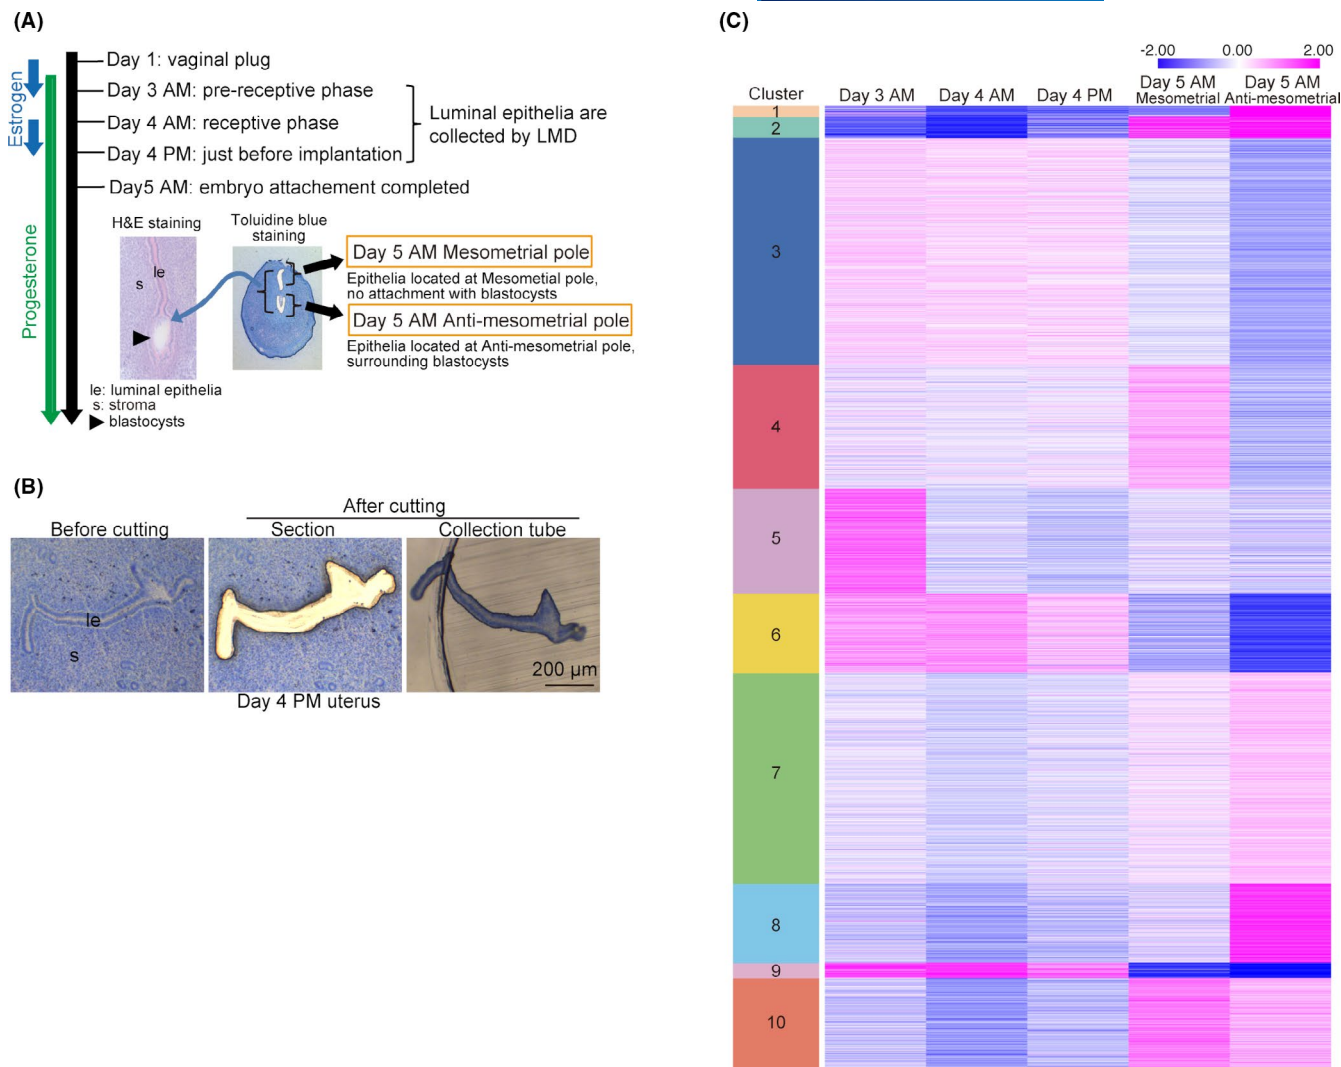 (A)
Day 1: vaginal plug
Day 3 AM: pre-receptive phase
Day 4 AM: receptive phase
Day 4 PM: just before implantation
Day5 AM: embryo attachement completed
Luminal epithelia are
collected by LMD
Estrogen
Progesterone
H&E staining
Toluidine blue
staining
le
s
Day 5 AM Mesometrial pole
Epithelia located at Mesometial pole,
no attachment with blastocysts
Day 5 AM Anti-mesometrial pole
Epithelia located at Anti-mesometrial pole,
surrounding blastocysts
le: luminal epithelia
s: stroma
blastocysts
(B)
After cutting
Before cutting
Section
Collection tube
le
s
200 µm
Day 4 PM uterus
(C)
-2.00 0.00 2.00
Cluster
Day 3 AM
Day 4 AM
Day 4 PM
Day 5 AM
Mesometrial
Day 5 AM
Anti-mesometrial
1
2
3
4
5
6
7
8
9
10